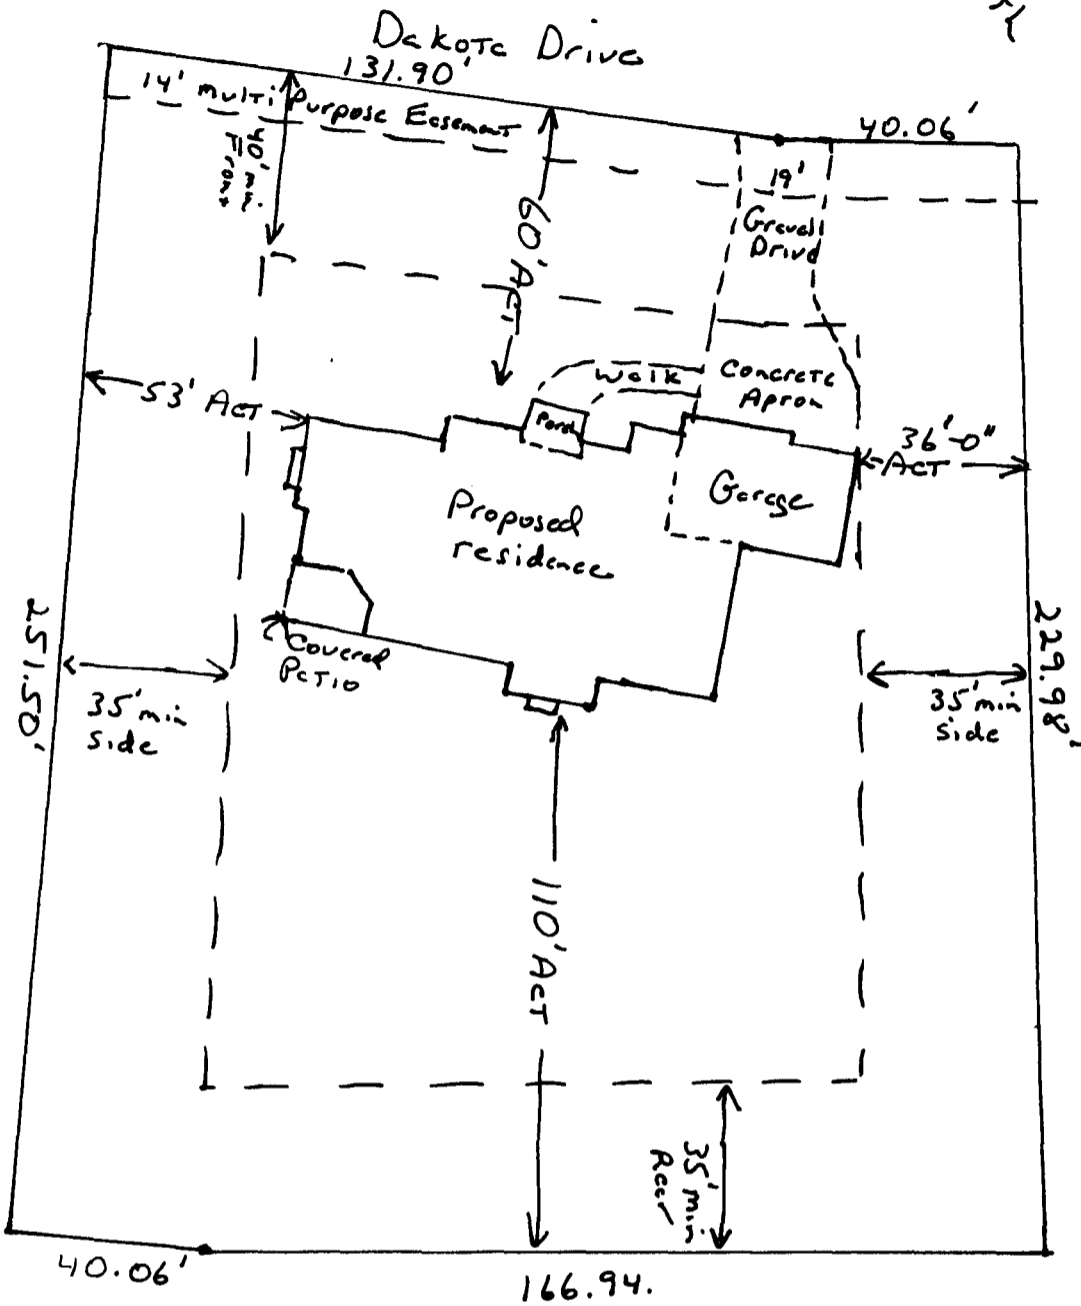 Dakota Drive
131.90'
14' multi Purpose Easement
40.06'
40' min
Front
19'
Gravel
Drive
60' ACT
53' ACT
Walk
Concrete
Apron
Porch
36'-0"
ACT
Garage
Proposed
residence
Covered
Patio
251.50'
229.98'
35' min
side
35' min
side
110' ACT
35' min
Rear
40.06'
166.94.